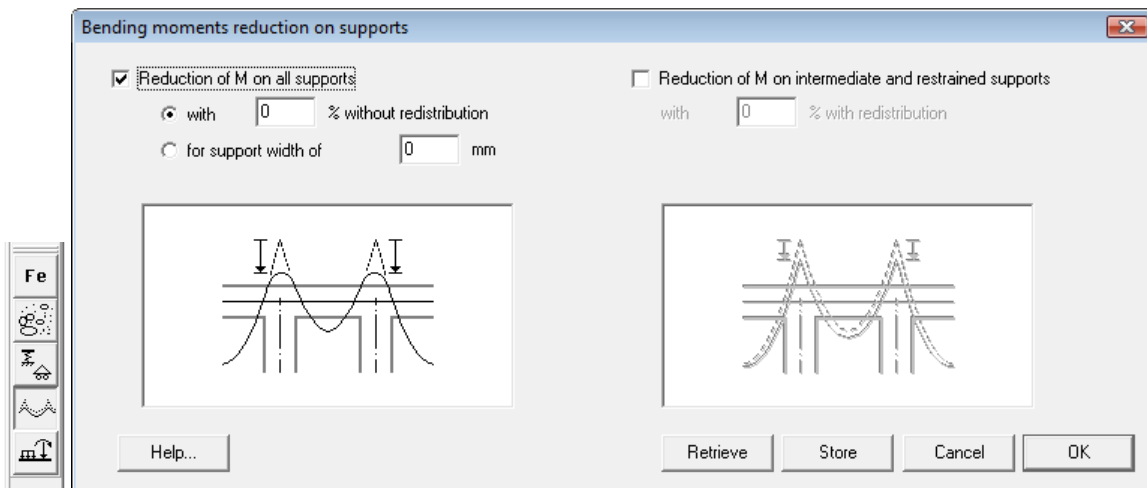 Bending moments reduction on supports
Reduction of M on all supports
with 0 % without redistribution
for support width of 0 mm
Reduction of M on intermediate and restrained supports
with 0 % with redistribution
Fe
Help...
Retrieve
Store
Cancel
OK